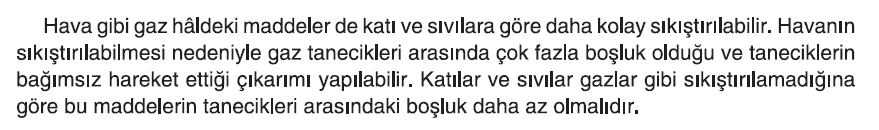 Hava gibi gaz hâldeki maddeler de katı ve sıvılara göre daha kolay sıkıştırılabilir. Havanın
sıkıştırılabilmesi nedeniyle gaz tanecikleri arasında çok fazla boşluk olduğu ve taneciklerin
bağımsız hareket ettiği çıkarımı yapılabilir. Katılar ve sıvılar gazlar gibi sıkıştırılamadığına
göre bu maddelerin tanecikleri arasındaki boşluk daha az olmalıdır.